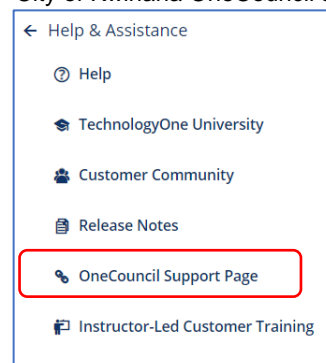 ← Help & Assistance
Help
TechnologyOne University
Customer Community
Release Notes
OneCouncil Support Page
Instructor-Led Customer Training